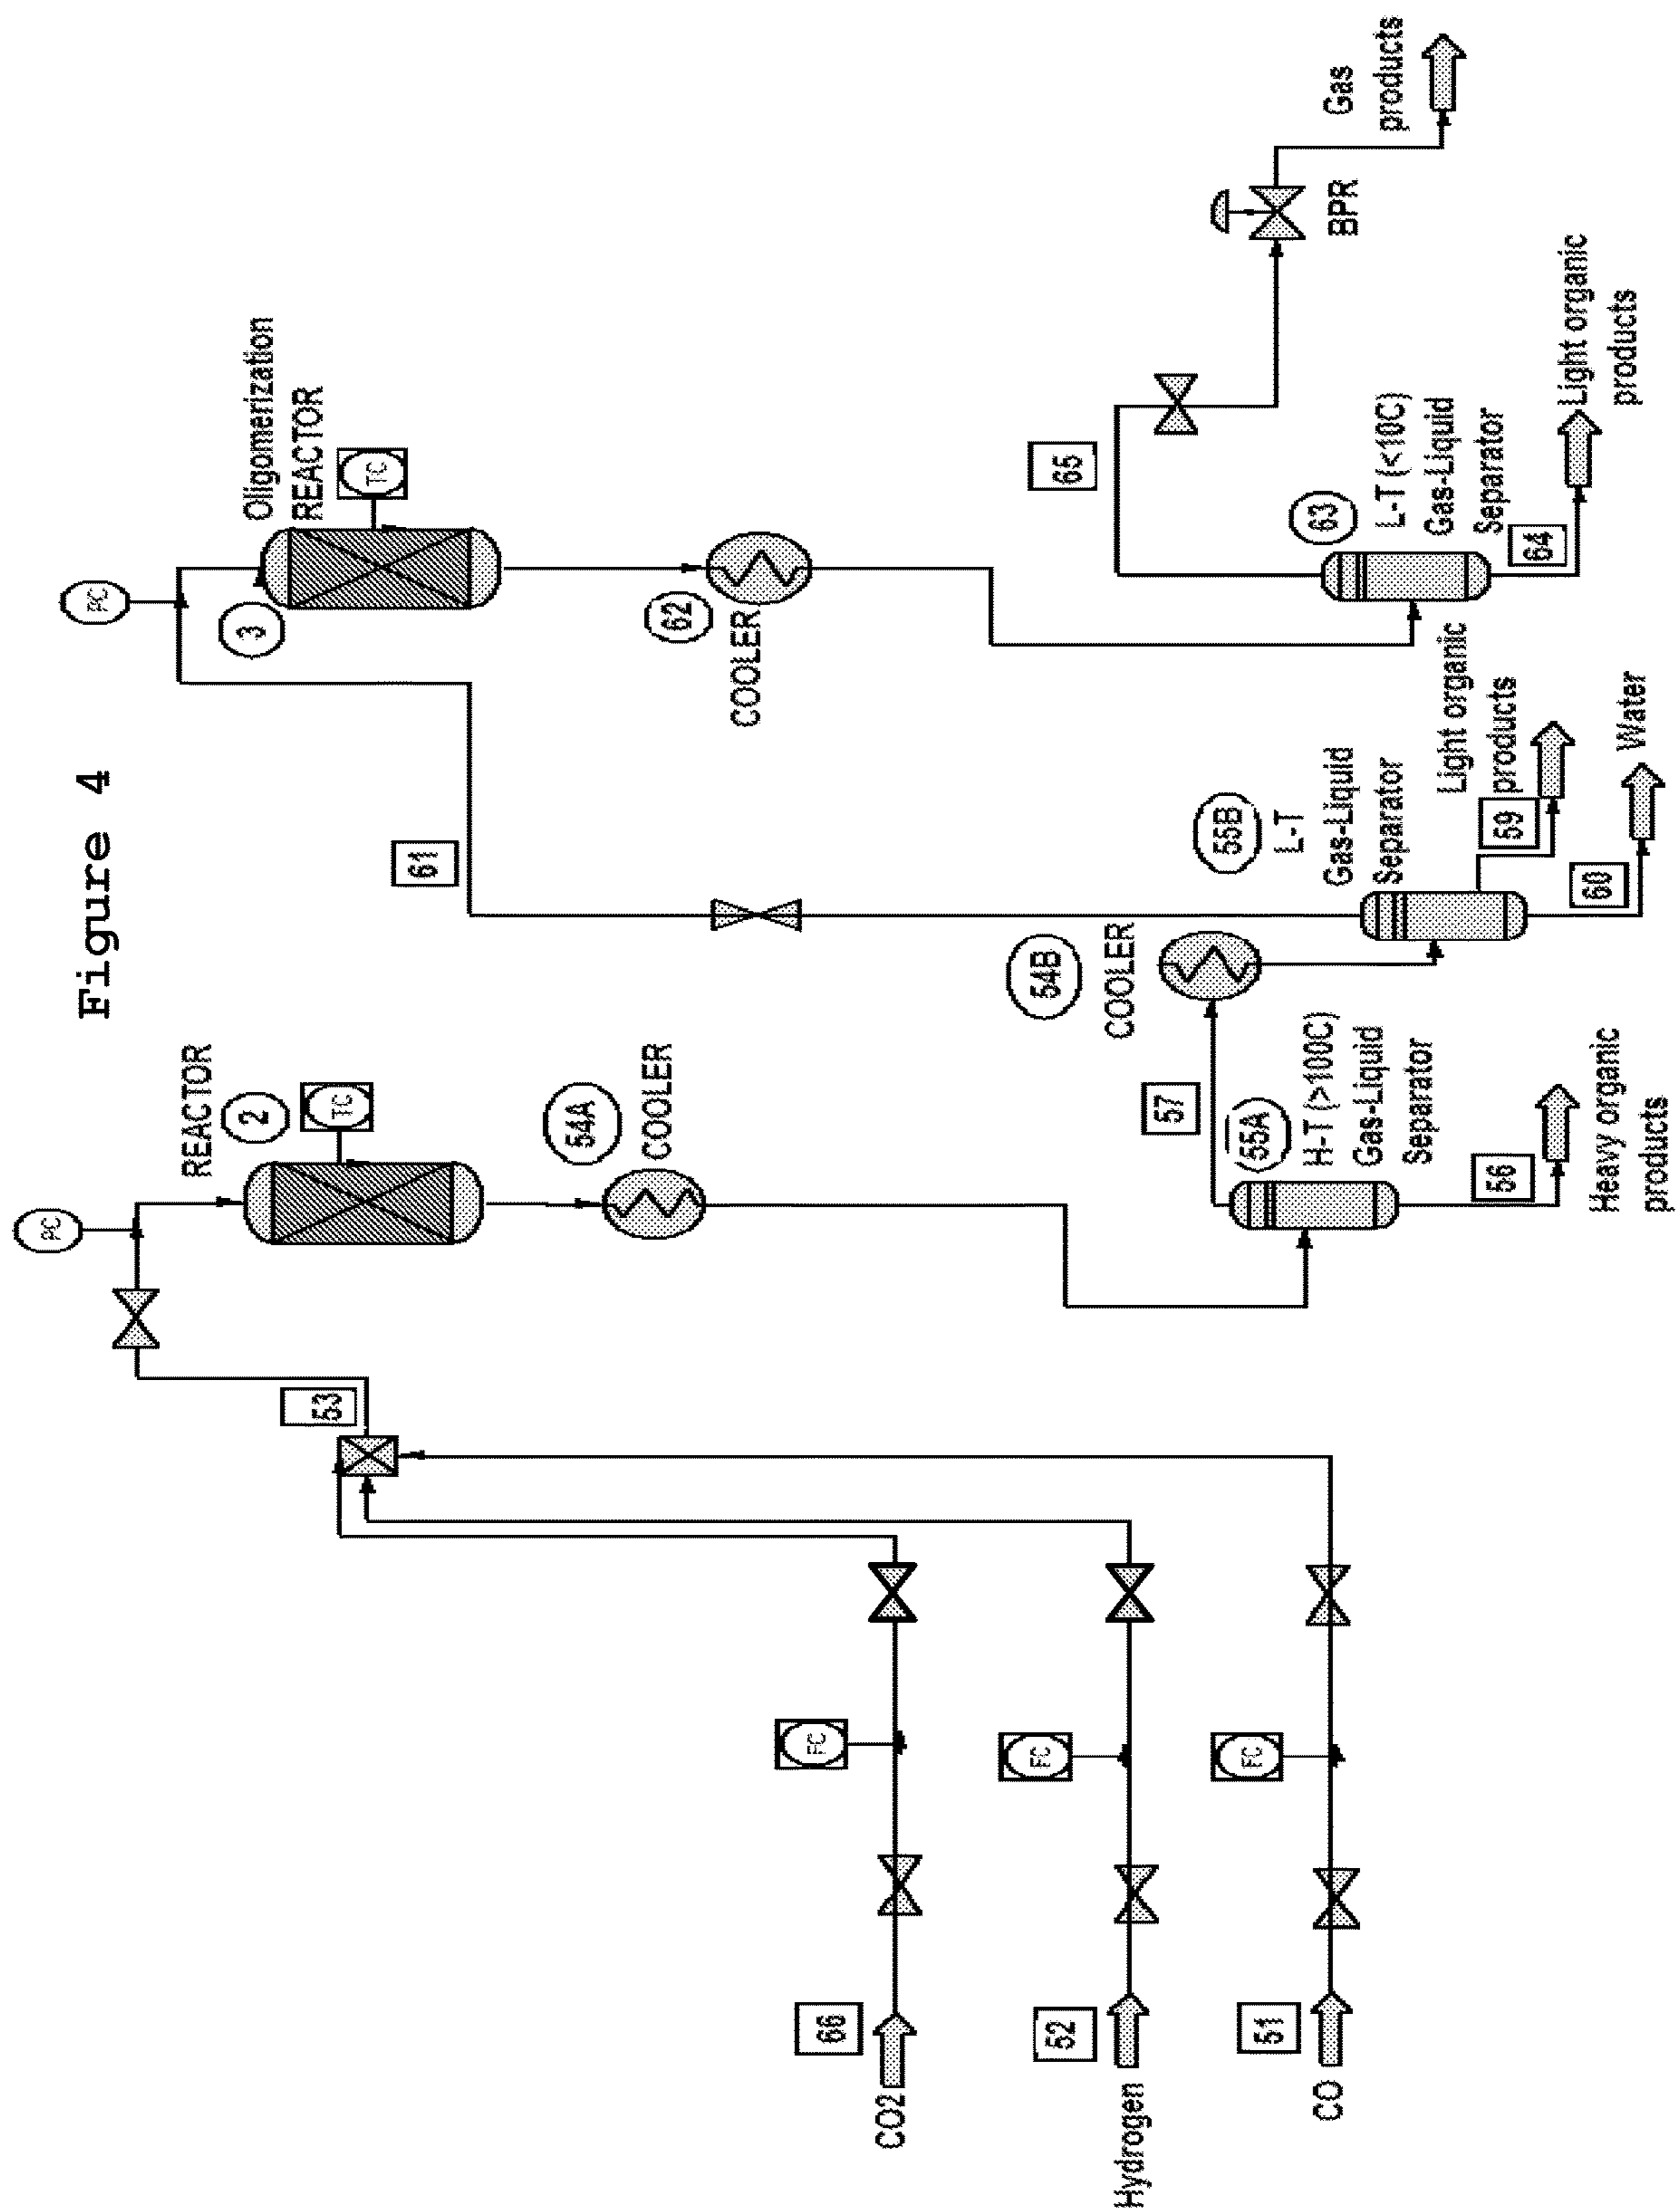 Figure 4
PC
PC
REACTOR
2
TC
Oligomerization
REACTOR
3
TC
53
54A
COOLER
61
62
COOLER
65
BPR
Gas
products
66
CO2
FC
52
Hydrogen
FC
51
CO
FC
57
54B
COOLER
55A
H-T (>100C)
Gas-Liquid
Separator
56
Heavy organic
products
55B
L-T
Gas-Liquid
Separator
59
Light organic
products
60
Water
63
L-T (<10C)
Gas-Liquid
Separator
64
Light organic
products